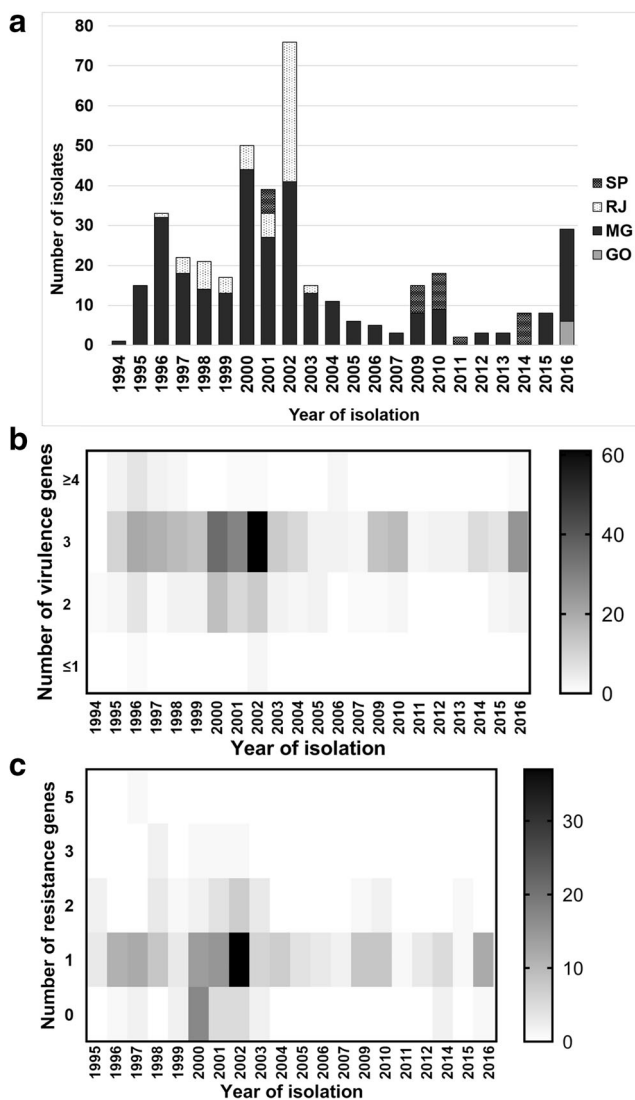 a
80
70
60
50
40
30
20
10
0
Number of isolates
SP
RJ
MG
GO
1994 1995 1996 1997 1998 1999 2000 2001 2002 2003 2004 2005 2006 2007 2009 2010 2011 2012 2013 2014 2015 2016
Year of isolation
b
Number of virulence genes
≥4
3
2
≤1
60
40
20
0
1994 1995 1996 1997 1998 1999 2000 2001 2002 2003 2004 2005 2006 2007 2009 2010 2011 2012 2013 2014 2015 2016
Year of isolation
c
Number of resistance genes
5
3
2
1
0
30
20
10
0
1995 1996 1997 1998 1999 2000 2001 2002 2003 2004 2005 2006 2007 2009 2010 2011 2012 2014 2015 2016
Year of isolation